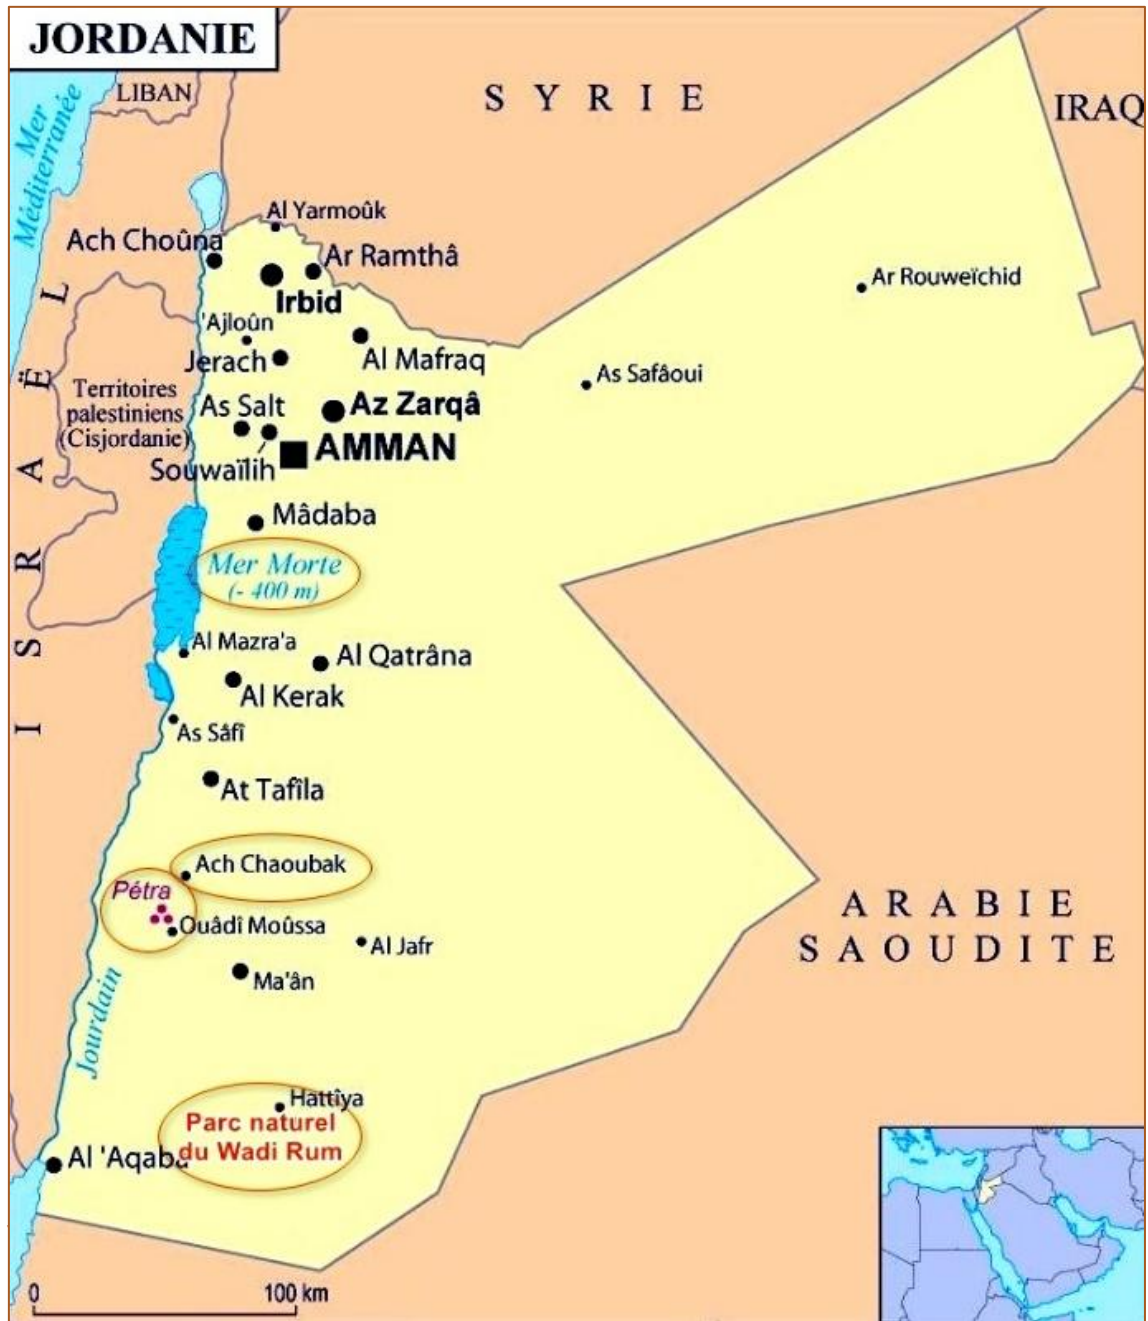 JORDANIE
LIBAN
SYRIE
IRAQ
Mer
Méditerranée
Al Yarmoûk
Ach Choûna
Ar Ramthâ
Irbid
Ar Rouweïchid
'Ajloûn
Jerach
Al Mafraq
As Safâoui
Territoires
palestiniens
(Cisjordanie)
As Salt
Az Zarqâ
AMMAN
Souwaïlih
ISRAËL
Mâdaba
Mer Morte
(- 400 m)
Al Mazra'a
Al Qatrâna
Al Kerak
As Sâfî
At Tafîla
Ach Chaoubak
Pétra
Ouâdî Moûssa
Al Jafr
Ma'ân
ARABIE
SAOUDITE
Jourdain
Hattîya
Parc naturel
du Wadi Rum
Al 'Aqaba
0 100 km